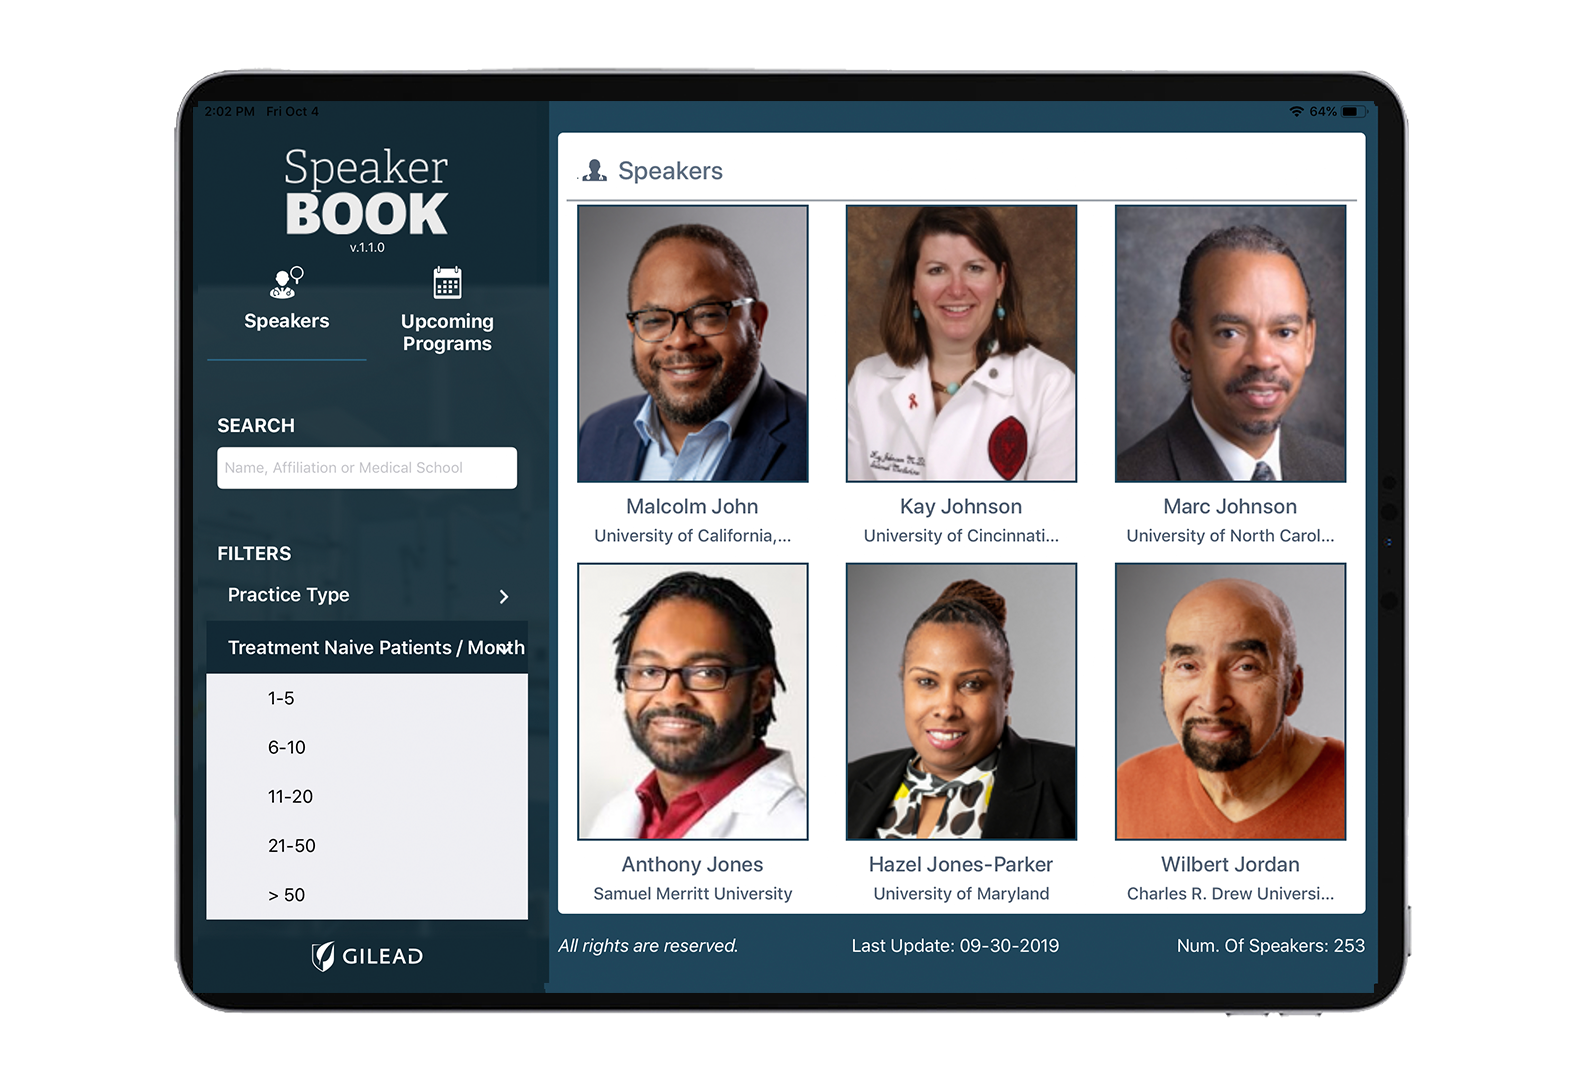 2:02 PM Fri Oct 4
64%
Speaker
BOOK
v.1.1.0
Speakers
Upcoming
Programs
SEARCH
Name, Affiliation or Medical School
FILTERS
Practice Type
Treatment Naive Patients / Month
1-5
6-10
11-20
21-50
> 50
GILEAD
Speakers
Kay Johnson M.D.
Internal Medicine
Malcolm John
University of California,...
Kay Johnson
University of Cincinnati...
Marc Johnson
University of North Carol...
Anthony Jones
Samuel Merritt University
Hazel Jones-Parker
University of Maryland
Wilbert Jordan
Charles R. Drew Universi...
All rights are reserved.
Last Update: 09-30-2019
Num. Of Speakers: 253